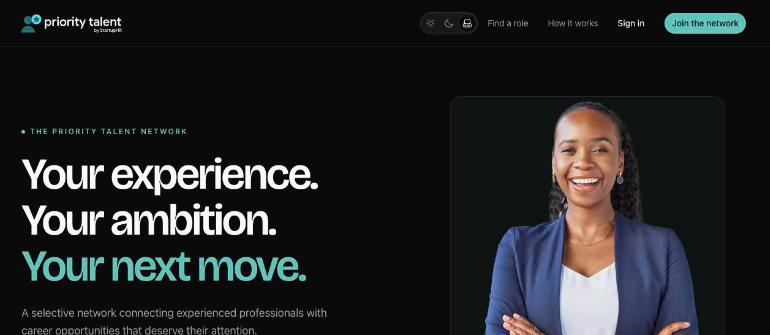 priority talent
by StartupHR
Find a role
How it works
Sign in
Join the network
THE PRIORITY TALENT NETWORK
Your experience.
Your ambition.
Your next move.
A selective network connecting experienced professionals with
career opportunities that deserve their attention.